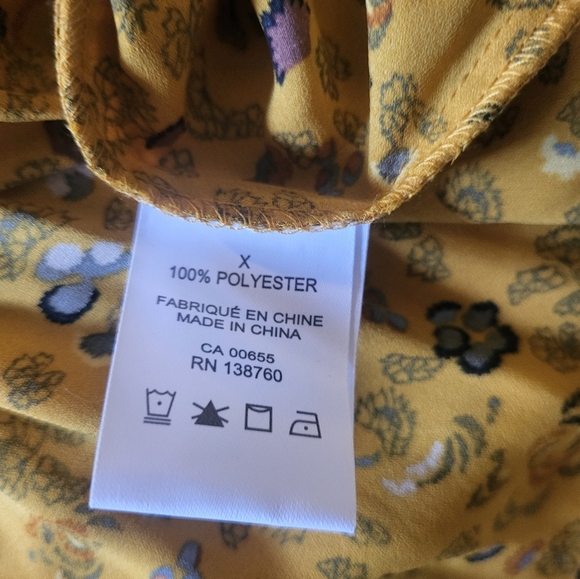 X
100% POLYESTER
FABRIQUÉ EN CHINE
MADE IN CHINA
CA 00655
RN 138760